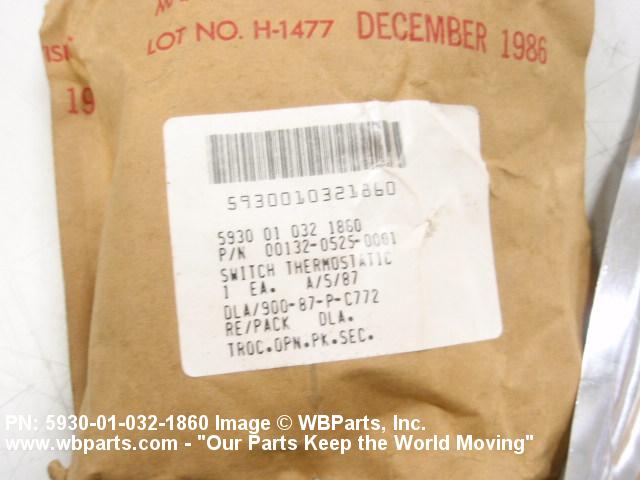 LOT NO. H-1477 DECEMBER 1986
19
5930010321860
5930 01 032 1860
P/N 00132-0525-0061
SWITCH THERMOSTATIC
1 EA. A/5/87
DLA/900-87-P-C772
RE/PACK DLA.
TROC.OPN.PK.SEC.
PN: 5930-01-032-1860 Image © WBParts, Inc.
www.wbparts.com - "Our Parts Keep the World Moving"